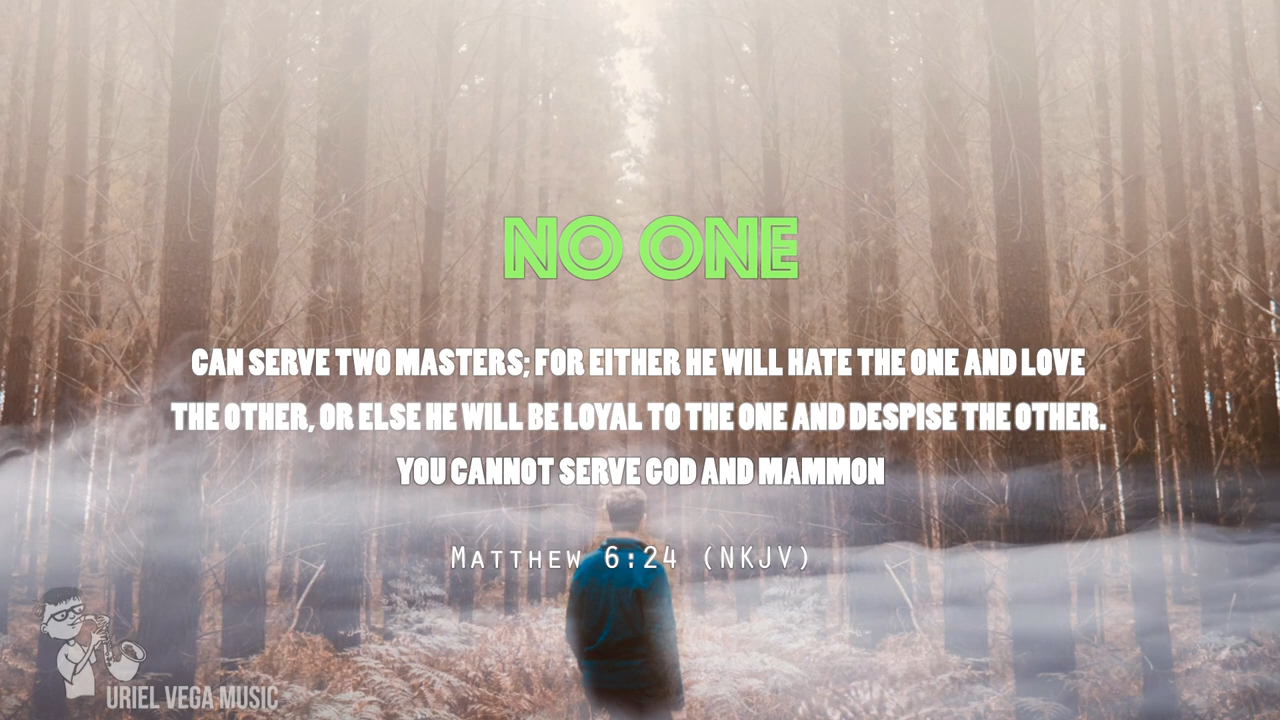 NO ONE
CAN SERVE TWO MASTERS; FOR EITHER HE WILL HATE THE ONE AND LOVE
THE OTHER, OR ELSE HE WILL BE LOYAL TO THE ONE AND DESPISE THE OTHER.
YOU CANNOT SERVE GOD AND MAMMON
Matthew 6:24 (NKJV)
URIEL VEGA MUSIC